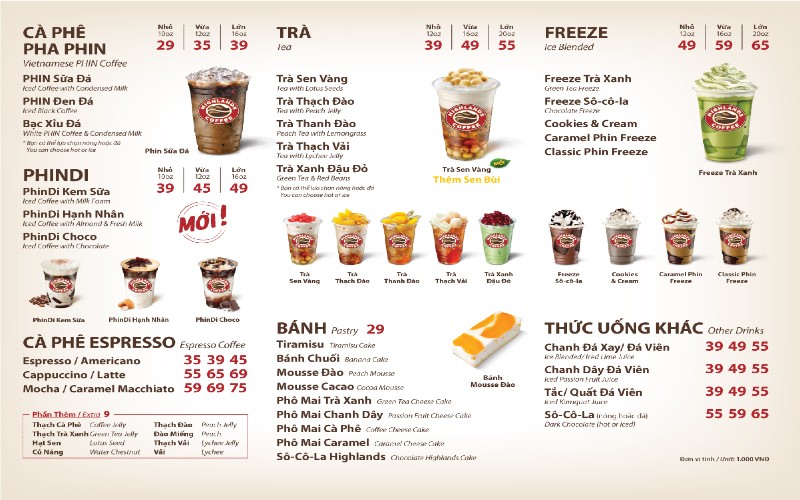 CÀ PHÊ
PHA PHIN
Vietnamese PHIN Coffee
Nhỏ 10oz Vừa 12oz Lớn 16oz
29 35 39
PHIN Sữa Đá
Iced Coffee with Condensed Milk
PHIN Đen Đá
Iced Black Coffee
Bạc Xỉu Đá
White PHIN Coffee & Condensed Milk
* Bạn có thể lựa chọn nóng hoặc đá
You can choose hot or ice
HIGHLANDS COFFEE
Phin Sữa Đá
PHINDI
Nhỏ 10oz Vừa 12oz Lớn 16oz
39 45 49
PhinDi Kem Sữa
Iced Coffee with Milk Foam
PhinDi Hạnh Nhân
Iced Coffee with Almond & Fresh Milk
PhinDi Choco
Iced Coffee with Chocolate
MỚI!
PhinDi Kem Sữa PhinDi Hạnh Nhân PhinDi Choco
CÀ PHÊ ESPRESSO Espresso Coffee
Espresso / Americano 35 39 45
Cappuccino / Latte 55 65 69
Mocha / Caramel Macchiato 59 69 75
Phần Thêm / Extra 9
Thạch Cà Phê Coffee Jelly Thạch Đào Peach Jelly
Thạch Trà Xanh Green Tea Jelly Đào Miếng Peach
Hạt Sen Lotus Seed Thạch Vải Lychee Jelly
Củ Năng Water Chestnut Vải Lychee
TRÀ
Tea
Nhỏ 12oz Vừa 16oz Lớn 20oz
39 49 55
Trà Sen Vàng
Tea with Lotus Seeds
Trà Thạch Đào
Tea with Peach Jelly
Trà Thanh Đào
Peach Tea with Lemongrass
Trà Thạch Vải
Tea with Lychee Jelly
Trà Xanh Đậu Đỏ
Green Tea & Red Beans
* Bạn có thể lựa chọn nóng hoặc đá
You can choose hot or ice
HIGHLANDS COFFEE
MỚI
Trà Sen Vàng
Thêm Sen Bùi
Trà Sen Vàng Trà Thạch Đào Trà Thanh Đào Trà Thạch Vải Trà Xanh Đậu Đỏ
BÁNH Pastry 29
Tiramisu Tiramisu Cake
Bánh Chuối Banana Cake
Mousse Đào Peach Mousse
Mousse Cacao Cocoa Mousse
Phô Mai Trà Xanh Green Tea Cheese Cake
Phô Mai Chanh Dây Passion Fruit Cheese Cake
Phô Mai Cà Phê Coffee Cheese Cake
Phô Mai Caramel Caramel Cheese Cake
Sô-Cô-La Highlands Chocolate Highlands Cake
Bánh
Mousse Đào
FREEZE
Ice Blended
Nhỏ 12oz Vừa 16oz Lớn 20oz
49 59 65
Freeze Trà Xanh
Green Tea Freeze
Freeze Sô-cô-la
Chocolate Freeze
Cookies & Cream
Caramel Phin Freeze
Classic Phin Freeze
HIGHLANDS COFFEE
Freeze Trà Xanh
Freeze Sô-cô-la Cookies & Cream Caramel Phin Freeze Classic Phin Freeze
THỨC UỐNG KHÁC Other Drinks
Chanh Đá Xay/ Đá Viên 39 49 55
Ice Blended/ Iced Lime Juice
Chanh Dây Đá Viên 39 49 55
Iced Passion Fruit Juice
Tắc/ Quất Đá Viên 39 49 55
Iced Kumquat Juice
Sô-Cô-La (nóng hoặc đá) 55 59 65
Dark Chocolate (hot or Iced)
Đơn vị tính / Unit: 1.000 VNĐ